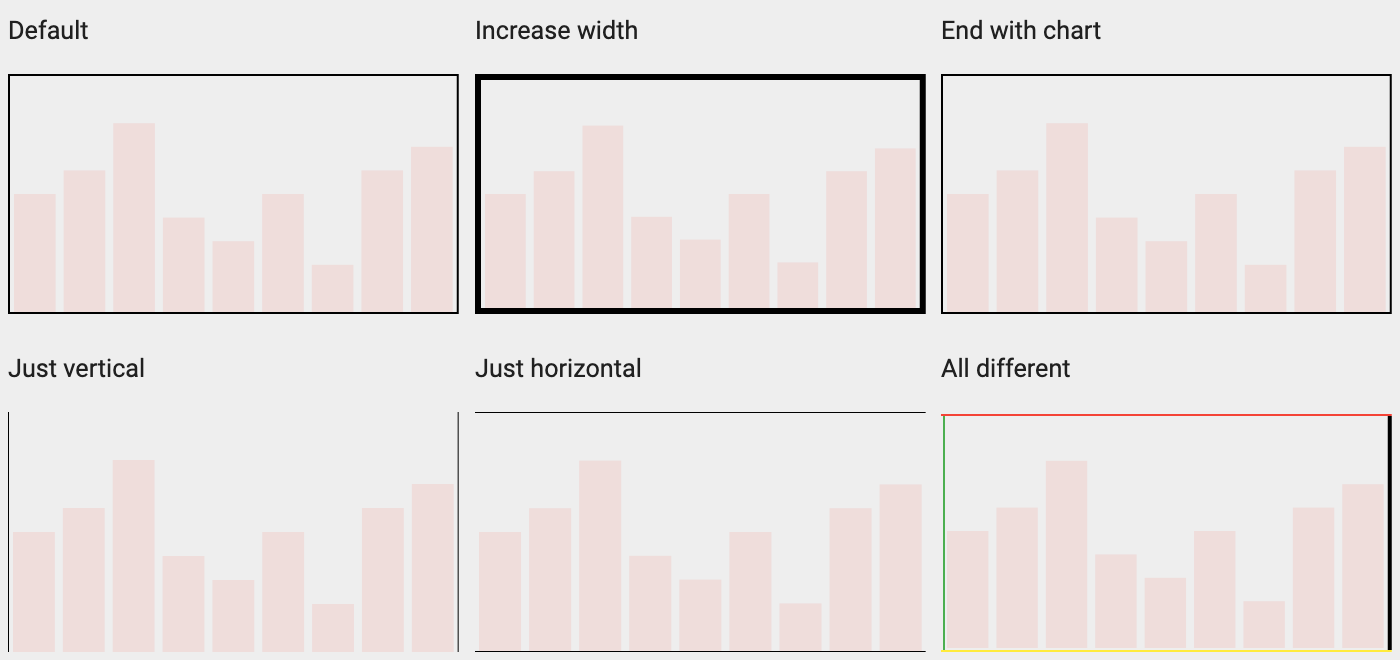 Default
Increase width
End with chart
Just vertical
Just horizontal
All different